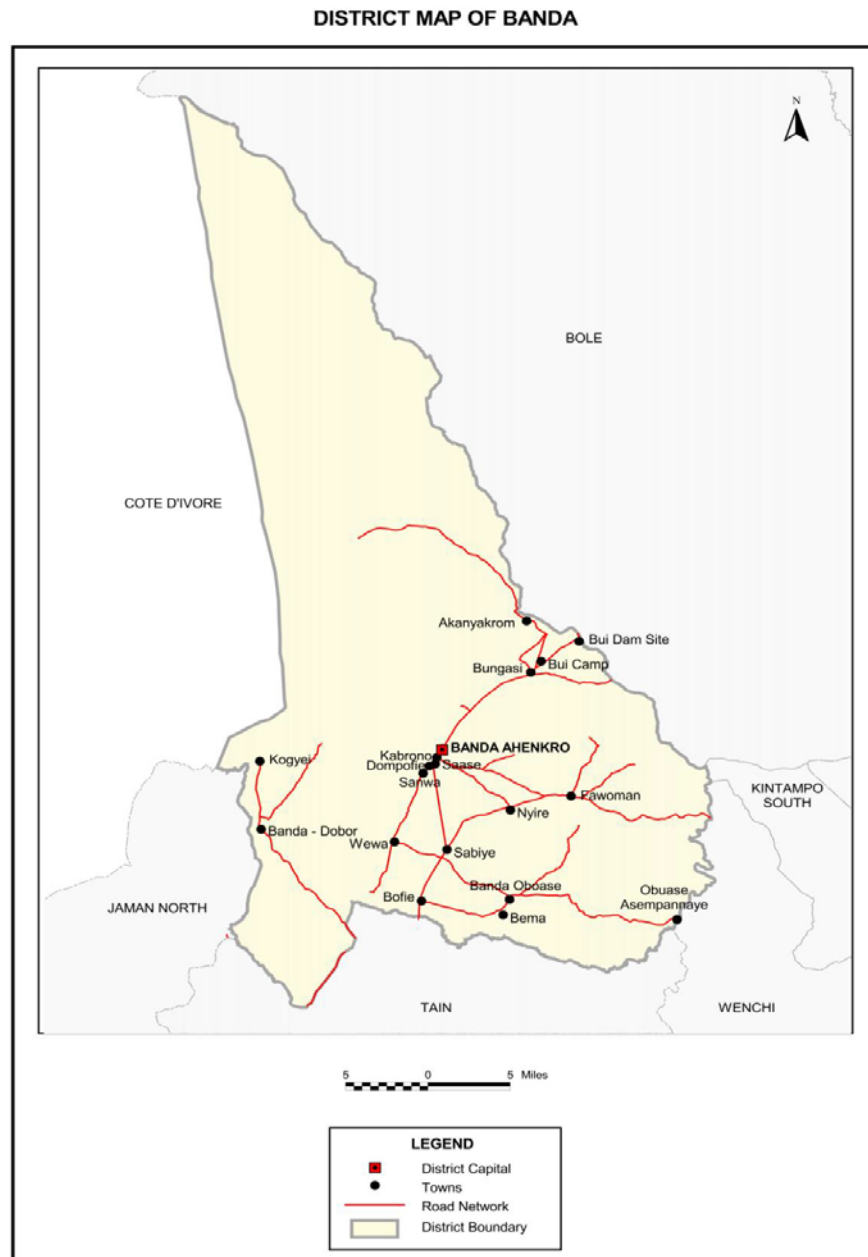 DISTRICT MAP OF BANDA
N
BOLE
COTE D'IVORE
Akanyakrom
Bui Dam Site
Bui Camp
Bungasi
BANDA AHENKRO
Kabrono
Kogyei
Dompofie
Saase
Sanwa
KINTAMPO
SOUTH
Fawoman
Nyire
Banda - Dobor
Wewa
Sabiye
Banda Oboase
Obuase
Asempannaye
Bofie
Bema
JAMAN NORTH
TAIN
WENCHI
5 0 5 Miles
LEGEND
District Capital
Towns
Road Network
District Boundary